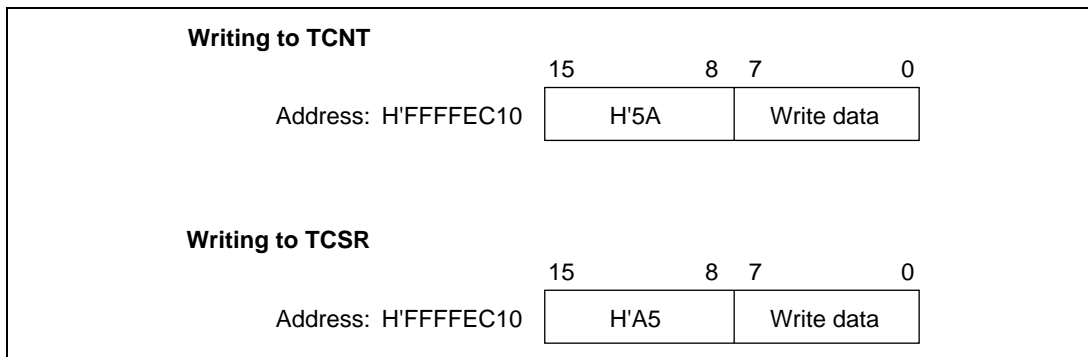 Writing to TCNT
15 8 7 0
Address: H'FFFFEC10 H'5A Write data
Writing to TCSR
15 8 7 0
Address: H'FFFFEC10 H'A5 Write data